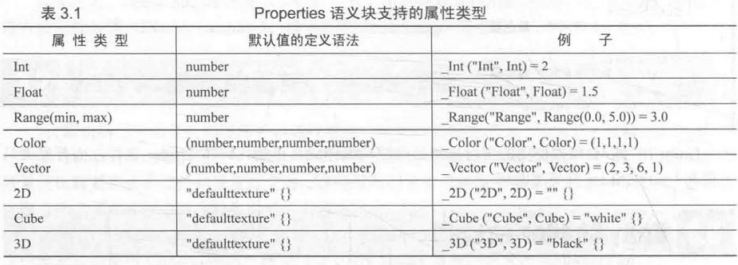 表 3.1 Properties 语义块支持的属性类型
属 性 类 型 默认值的定义语法 例 子
Int number _Int ("Int", Int) = 2
Float number _Float ("Float", Float) = 1.5
Range(min, max) number _Range("Range", Range(0.0, 5.0)) = 3.0
Color (number,number,number,number) _Color ("Color", Color) = (1,1,1,1)
Vector (number,number,number,number) _Vector ("Vector", Vector) = (2, 3, 6, 1)
2D "defaulttexture" {} _2D ("2D", 2D) = "" {}
Cube "defaulttexture" {} _Cube ("Cube", Cube) = "white" {}
3D "defaulttexture" {} _3D ("3D", 3D) = "black" {}